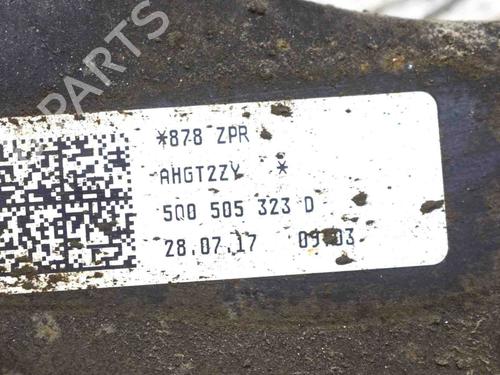 *878 ZPR
AHGT2ZY *
5Q0 505 323 D
28.07.17 09:03
B-PARTS